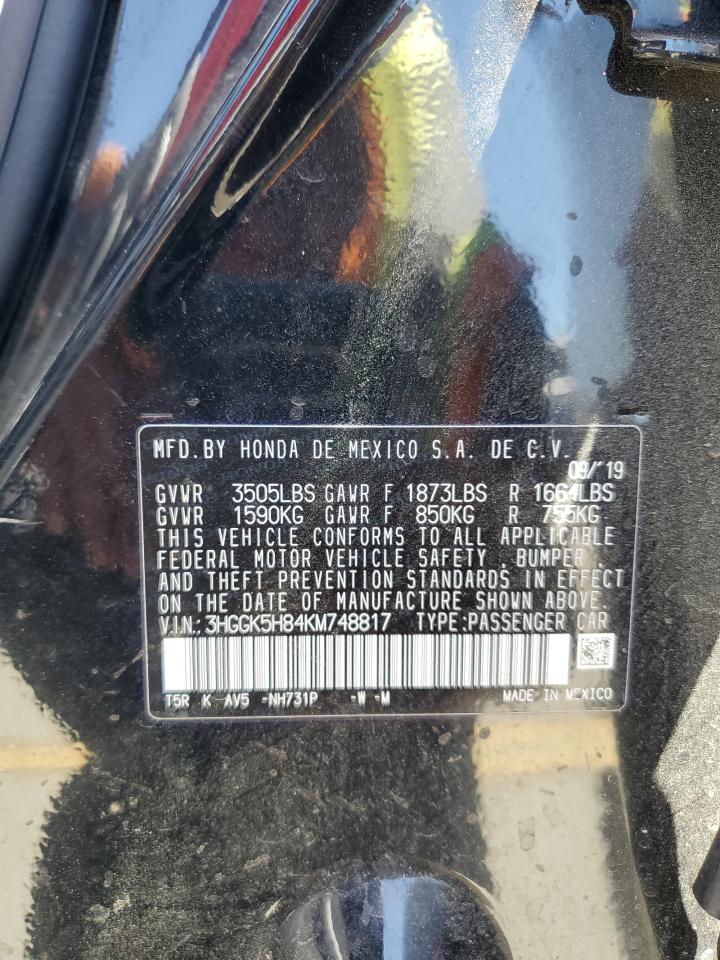 MFD.BY HONDA DE MEXICO S.A. DE C.V.
09/'19
GVWR 3505LBS GAWR F 1873LBS R 1664LBS
GVWR 1590KG GAWR F 850KG R 755KG
THIS VEHICLE CONFORMS TO ALL APPLICABLE
FEDERAL MOTOR VEHICLE SAFETY , BUMPER ,
AND THEFT PREVENTION STANDARDS IN EFFECT
ON THE DATE OF MANUFACTURE SHOWN ABOVE.
V.I.N.: 3HGGK5H84KM748817 TYPE:PASSENGER CAR
T5R K AV5 -NH731P -W -M MADE IN MEXICO